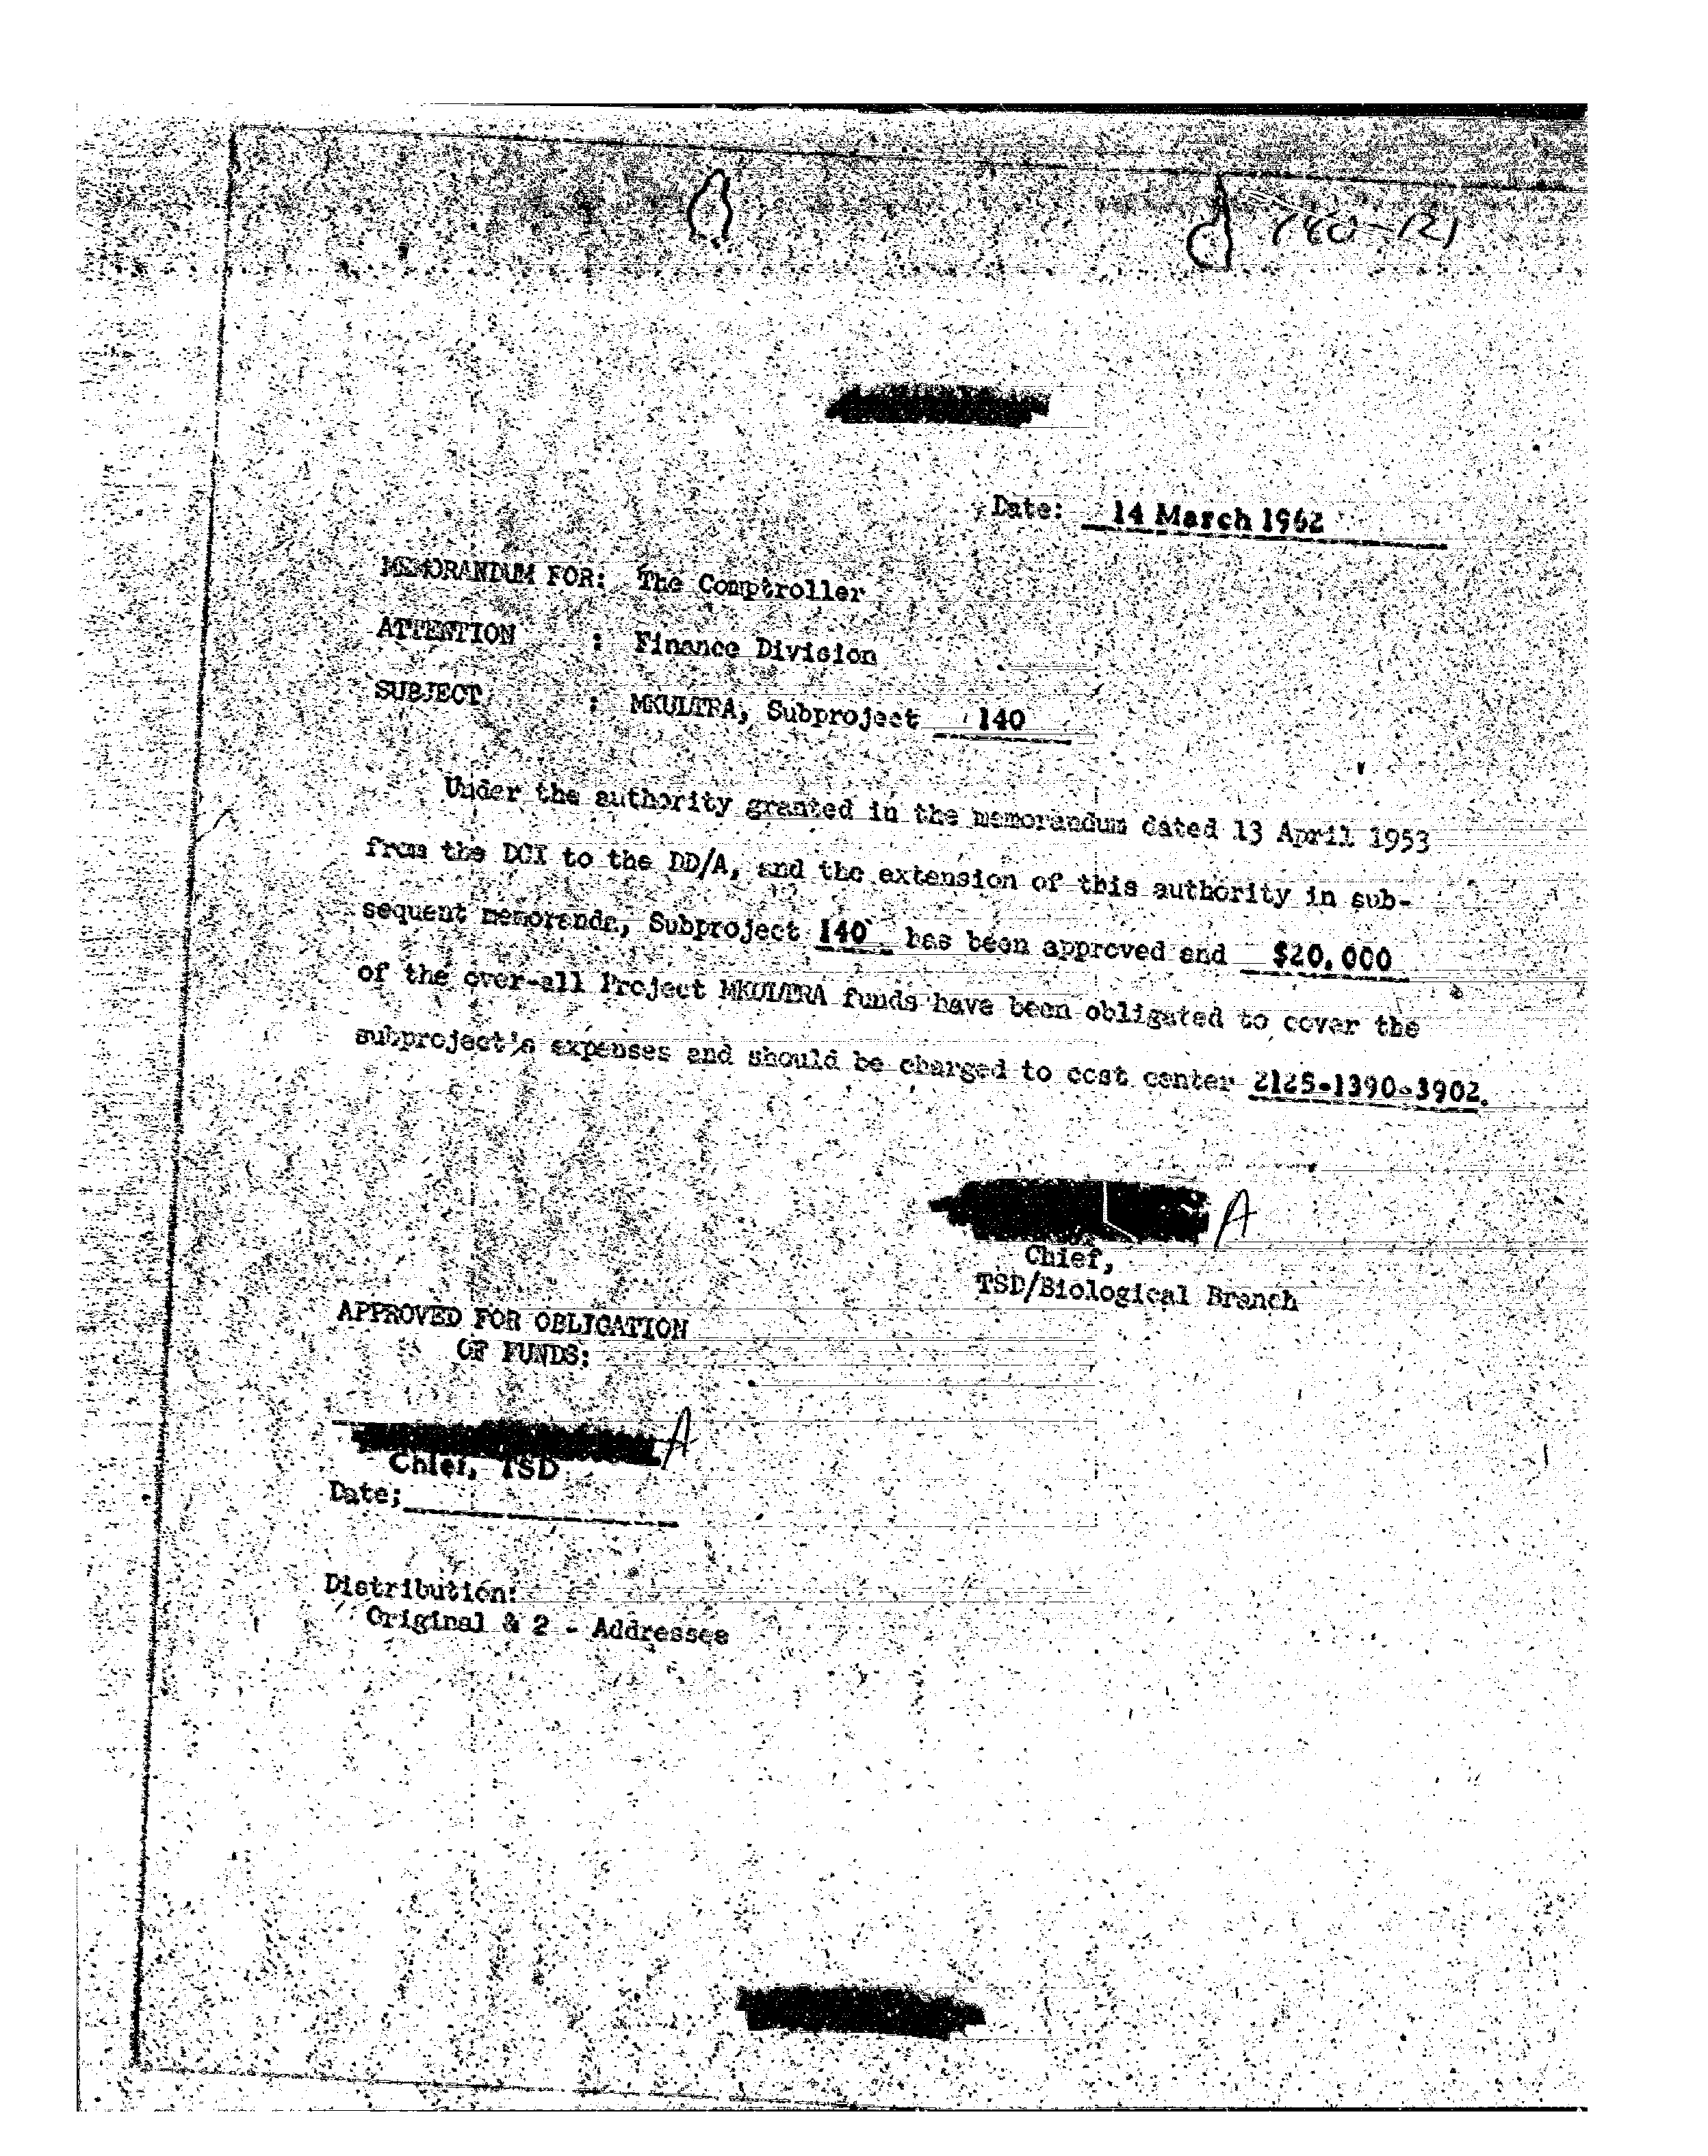 140-121
Date: 14 March 1962
MEMORANDUM FOR: The Comptroller
ATTENTION : Finance Division
SUBJECT : MKULTRA, Subproject 140
Under the authority granted in the memorandum dated 13 April 1953
from the DCI to the DD/A, and the extension of this authority in sub-
sequent memoranda, Subproject 140 has been approved and $20,000
of the over-all Project MKULTRA funds have been obligated to cover the
subproject's expenses and should be charged to cost center 2125-1390-3902.
A
Chief,
TSD/Biological Branch
APPROVED FOR OBLIGATION
OF FUNDS:
A
Chief, TSD
Date:
Distribution:
Original & 2 - Addressee